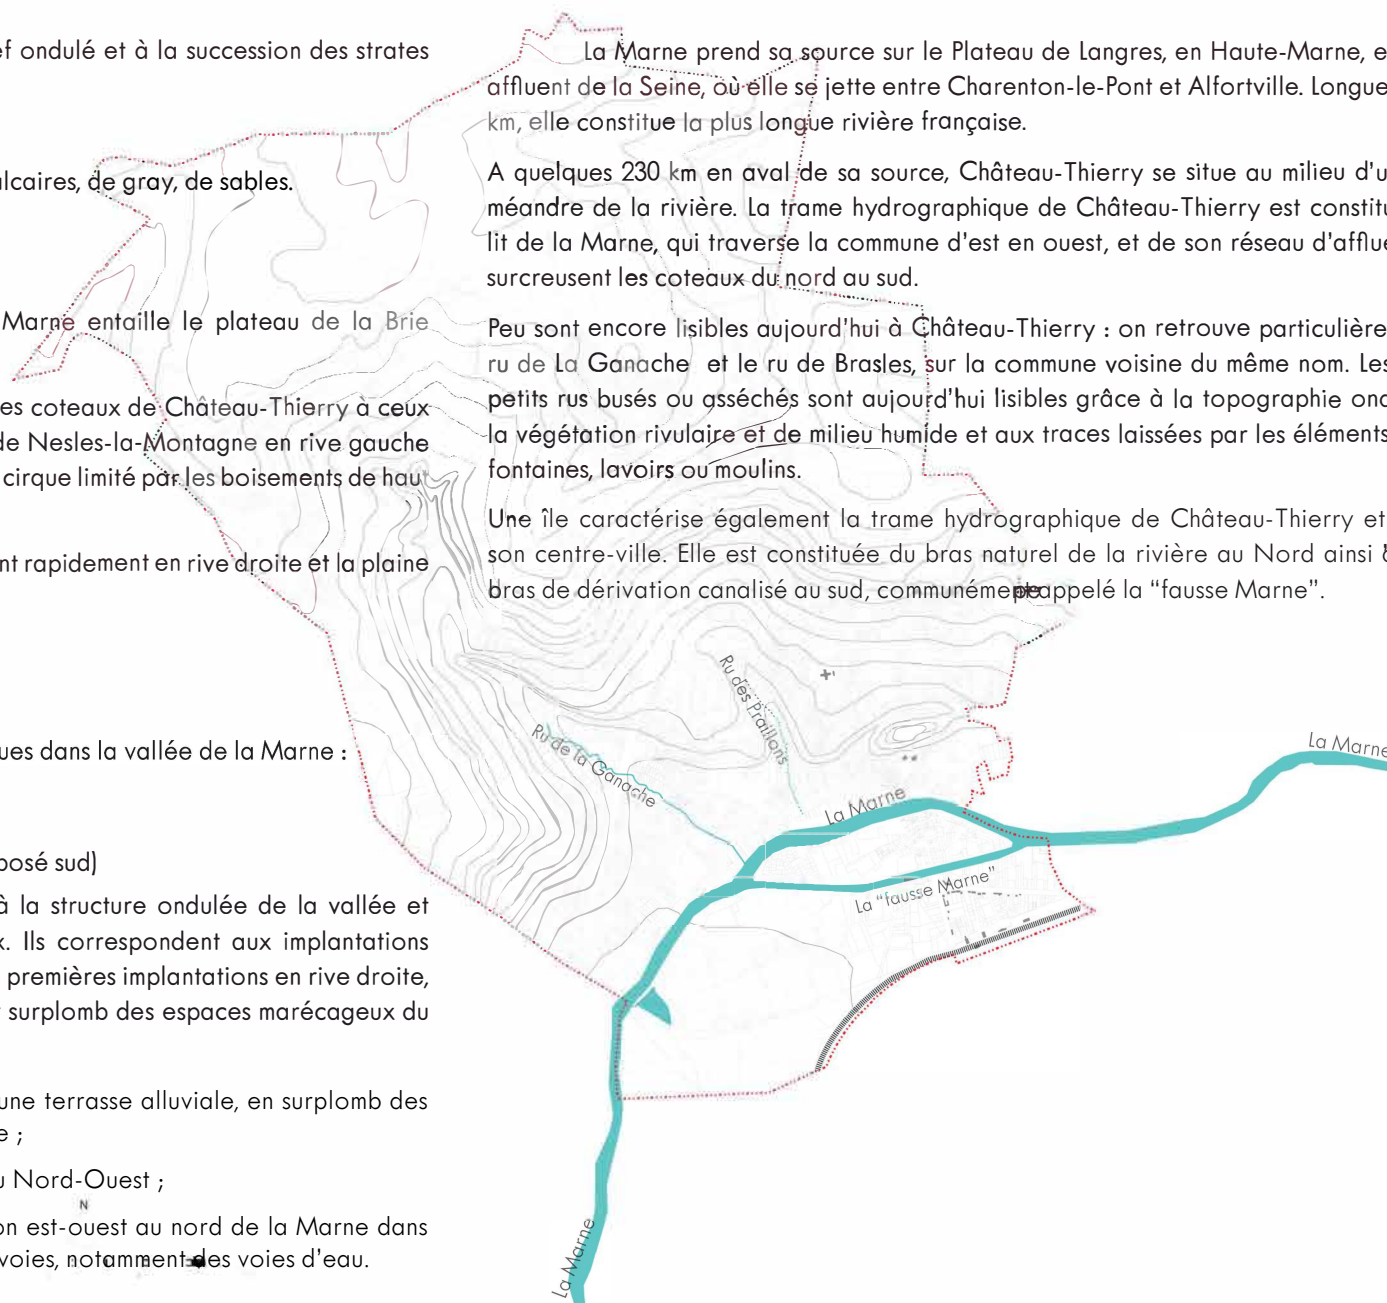 ef ondulé et à la succession des strates
alcaires, de gray, de sables.
Marne entaille le plateau de la Brie
es coteaux de Château-Thierry à ceux
de Nesles-la-Montagne en rive gauche
cirque limité par les boisements de haut
nt rapidement en rive droite et la plaine
ues dans la vallée de la Marne :
posé sud)
à la structure ondulée de la vallée et
x. Ils correspondent aux implantations
premières implantations en rive droite,
surplomb des espaces marécageux du
une terrasse alluviale, en surplomb des
e ;
u Nord-Ouest ;
N
on est-ouest au nord de la Marne dans
voies, notamment des voies d'eau.
La Marne prend sa source sur le Plateau de Langres, en Haute-Marne, e
affluent de la Seine, où elle se jette entre Charenton-le-Pont et Alfortville. Longue
km, elle constitue la plus longue rivière française.
A quelques 230 km en aval de sa source, Château-Thierry se situe au milieu d'u
méandre de la rivière. La trame hydrographique de Château-Thierry est constitu
lit de la Marne, qui traverse la commune d'est en ouest, et de son réseau d'afflue
surcreusent les coteaux du nord au sud.
Peu sont encore lisibles aujourd'hui à Château-Thierry : on retrouve particulière
ru de La Ganache et le ru de Brasles, sur la commune voisine du même nom. Les
petits rus busés ou asséchés sont aujourd'hui lisibles grâce à la topographie ond
la végétation rivulaire et de milieu humide et aux traces laissées par les éléments
fontaines, lavoirs ou moulins.
Une île caractérise également la trame hydrographique de Château-Thierry et
son centre-ville. Elle est constituée du bras naturel de la rivière au Nord ainsi
bras de dérivation canalisé au sud, communément appelé la “fausse Marne”.
Ru des Praillons
Ru de la Ganache
La Marne
La Marne
La “fausse Marne”
La Marne